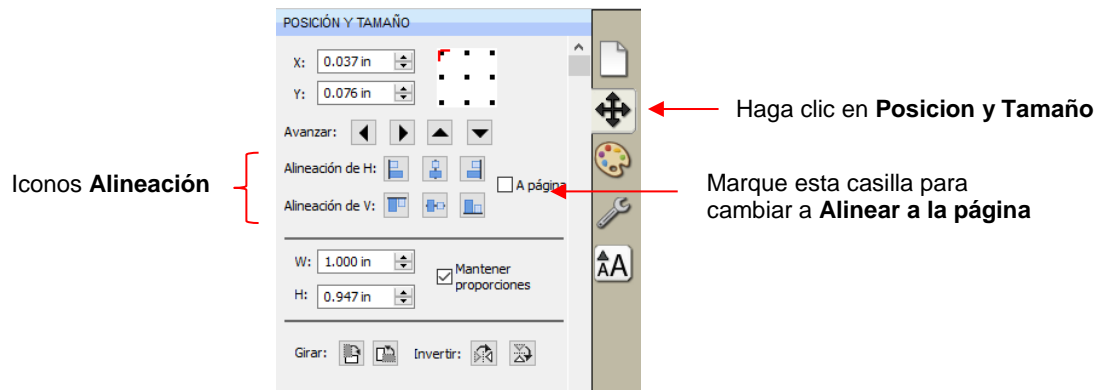 POSICIÓN Y TAMAÑO
X: 0.037 in
Y: 0.076 in
Haga clic en Posicion y Tamaño
Avanzar:
Iconos Alineación
Alineación de H:
A página
Alineación de V:
Marque esta casilla para
cambiar a Alinear a la página
W: 1.000 in
Mantener
proporciones
H: 0.947 in
AA
Girar: Invertir: